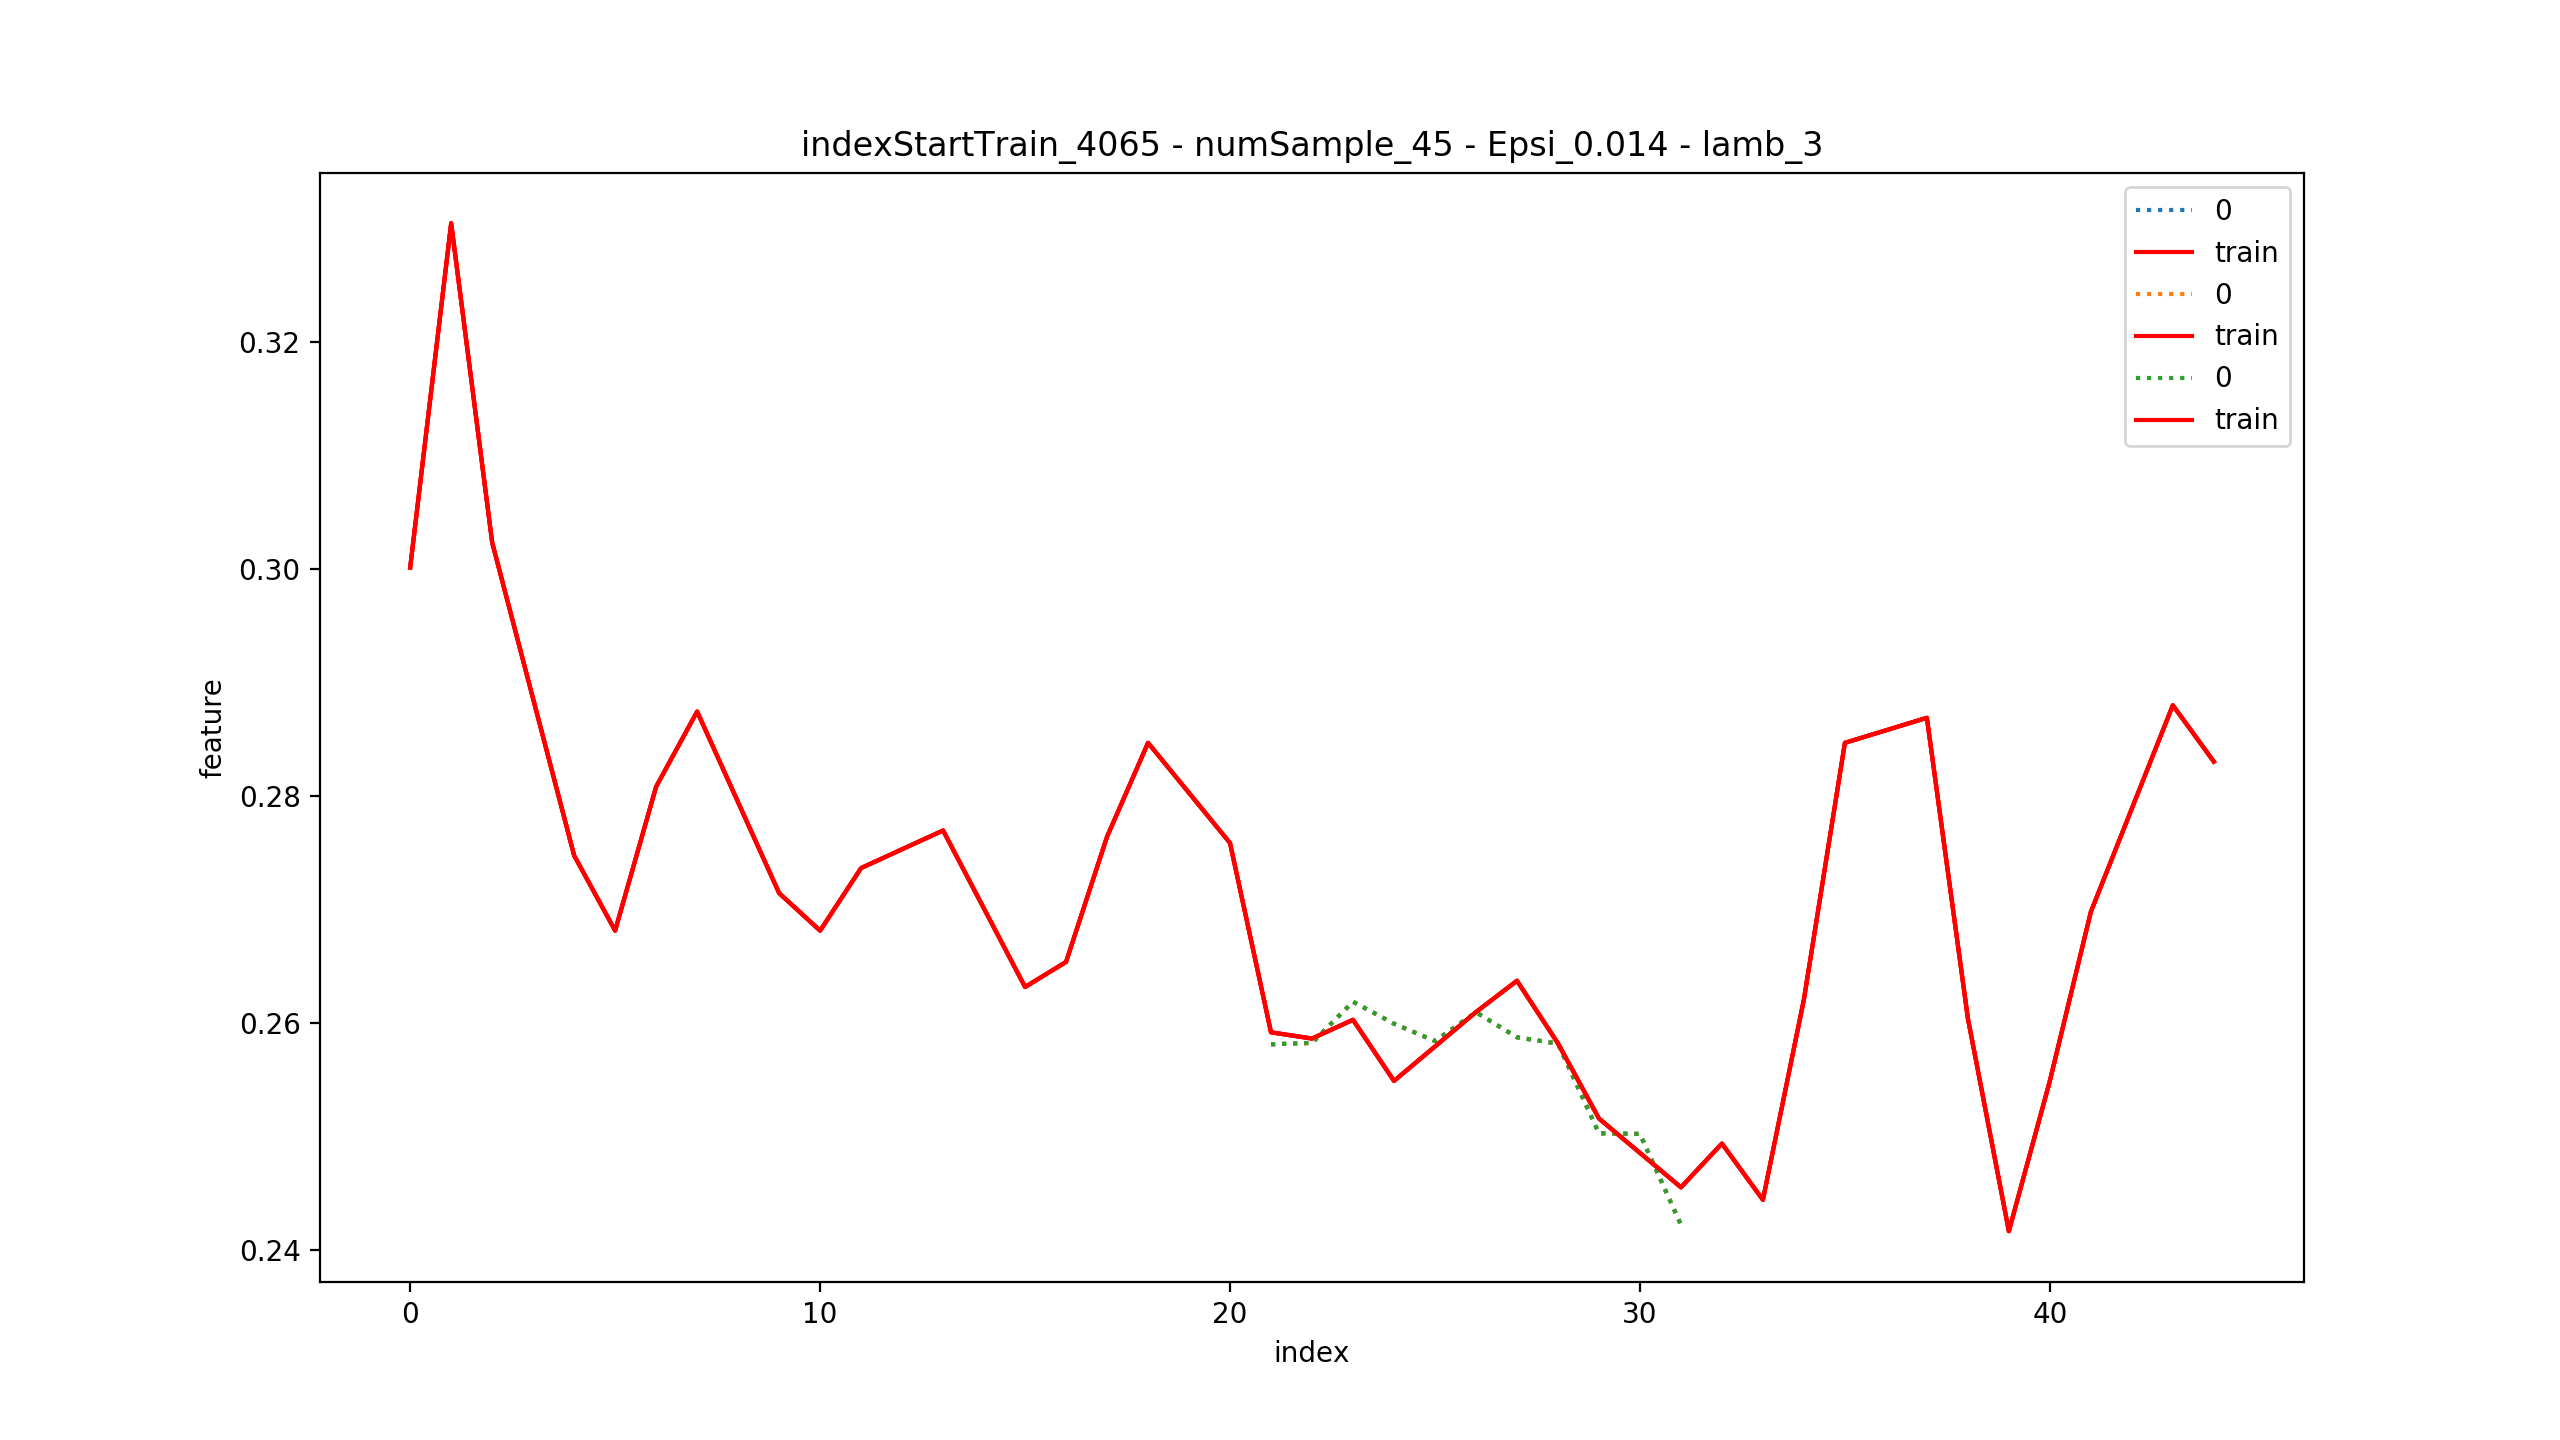 indexStartTrain_4065 - numSample_45 - Epsi_0.014 - lamb_3
0
train
0
train
0
train
0.32
0.30
0.28
0.26
0.24
feature
0 10 20 30 40
index